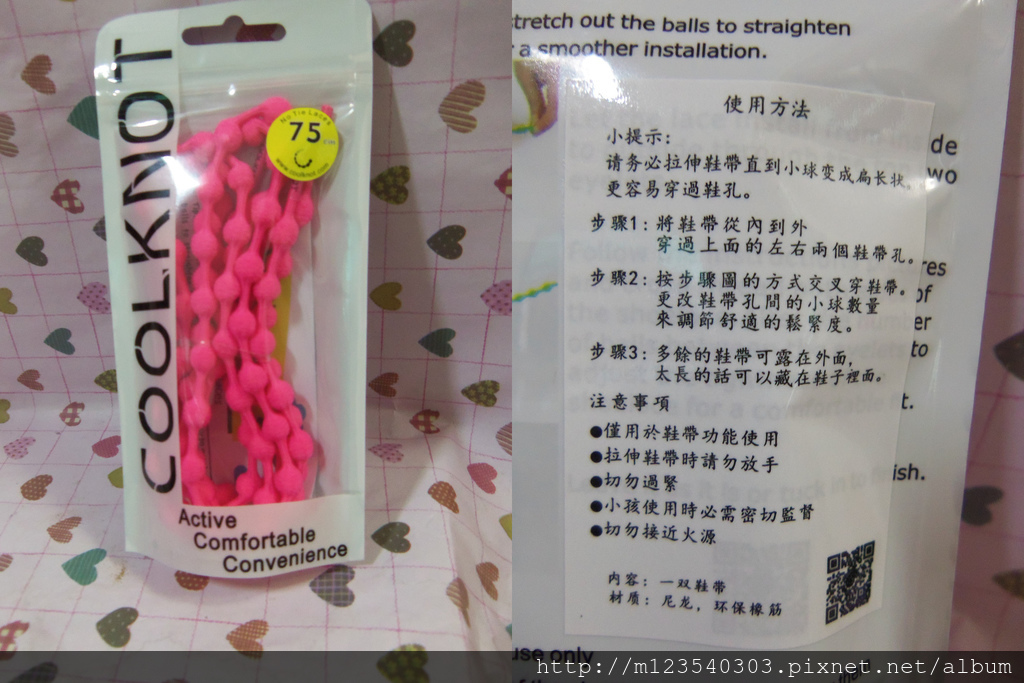 COOLKNOT
No Tie Laces
75 cm
www.coolknot.com
Active
Comfortable
Convenience
stretch out the balls to straighten
a smoother installation.
使用方法
小提示:
请务必拉伸鞋帶直到小球变成扁长状,
更容易穿過鞋孔。
步骤1:將鞋帶從內到外
穿過上面的左右兩個鞋帶孔。
步骤2:按步驟圖的方式交叉穿鞋帶。
更改鞋帶孔間的小球數量
來調節舒適的鬆緊度。
步骤3:多餘的鞋帶可露在外面,
太長的話可以藏在鞋子裡面。
注意事項
●僅用於鞋帶功能使用
●拉伸鞋帶時請勿放手
●切勿過緊
●小孩使用時必需密切監督
●切勿接近火源
内容: 一双鞋带
材质: 尼龙,环保橡筋
use only
http://m123540303.pixnet.net/album